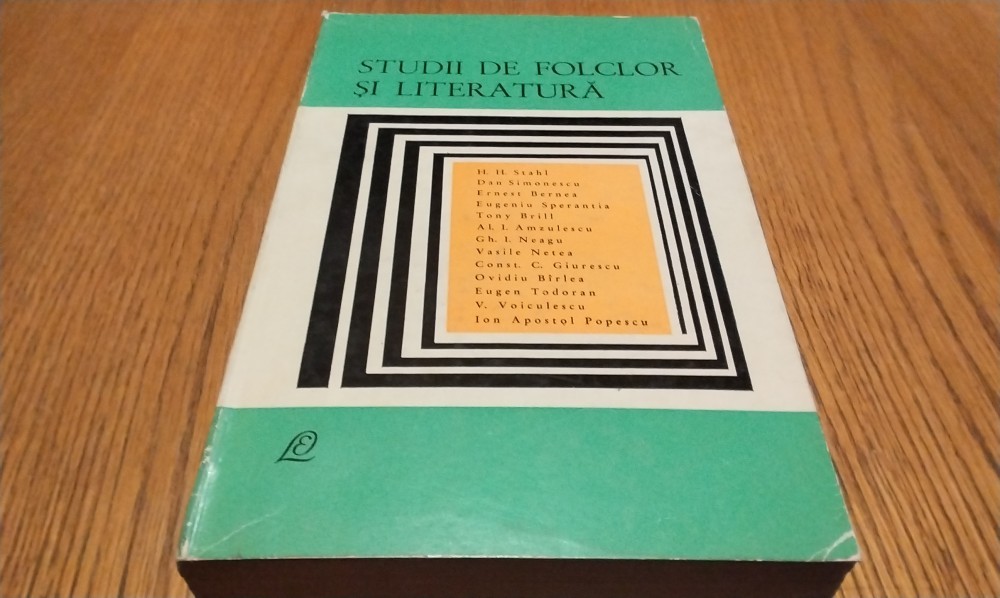 STUDII DE FOLCLOR
ȘI LITERATURĂ
H. H. Stahl
Dan Simonescu
Ernest Bernea
Eugeniu Sperantia
Tony Brill
Al. I. Amzulescu
Gh. I. Neagu
Vasile Netea
Const. C. Giurescu
Ovidiu Bîrlea
Eugen Todoran
V. Voiculescu
Ion Apostol Popescu